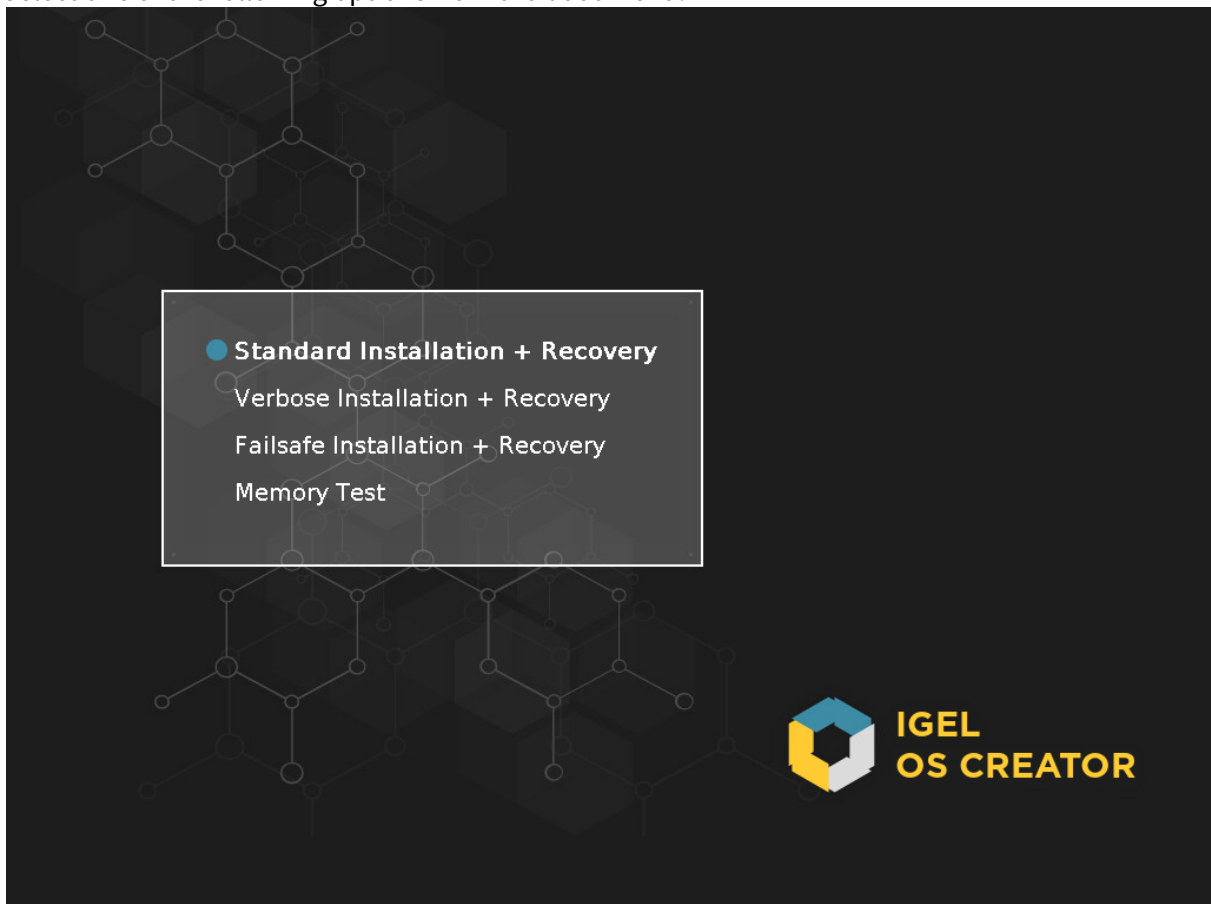 Standard Installation + Recovery
Verbose Installation + Recovery
Failsafe Installation + Recovery
Memory Test
IGEL
OS CREATOR